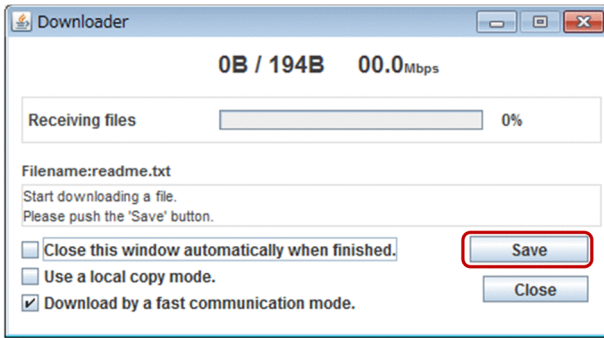 Downloader
0B / 194B 00.0Mbps
Receiving files 0%
Filename:readme.txt
Start downloading a file.
Please push the 'Save' button.
Close this window automatically when finished.
Save
Use a local copy mode.
Close
Download by a fast communication mode.